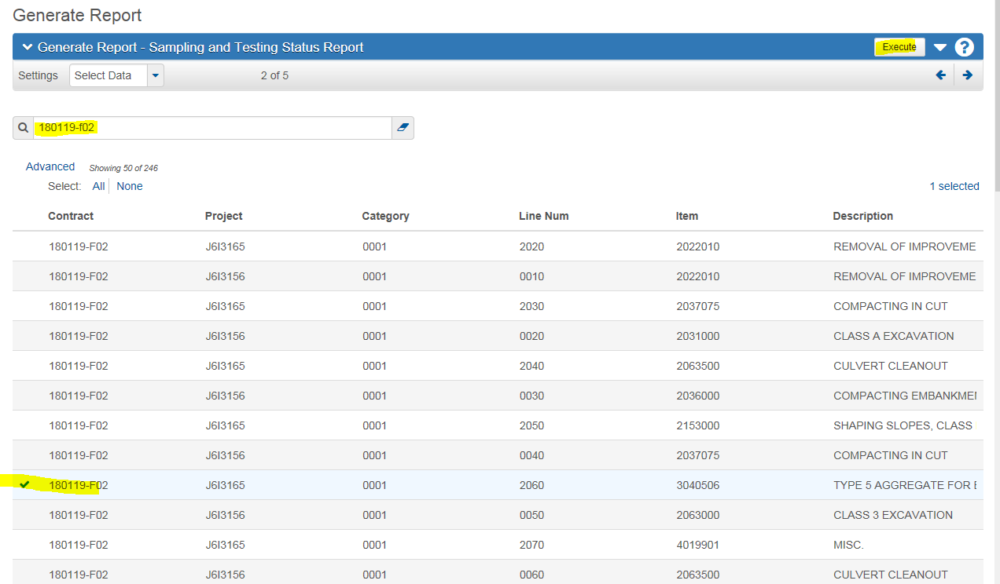 Generate Report
Generate Report - Sampling and Testing Status Report Execute ?
Settings Select Data 2 of 5
180119-f02
Advanced Showing 50 of 246
Select: All None 1 selected
Contract Project Category Line Num Item Description
180119-F02 J6I3165 0001 2020 2022010 REMOVAL OF IMPROVEME
180119-F02 J6I3156 0001 0010 2022010 REMOVAL OF IMPROVEME
180119-F02 J6I3165 0001 2030 2037075 COMPACTING IN CUT
180119-F02 J6I3156 0001 0020 2031000 CLASS A EXCAVATION
180119-F02 J6I3165 0001 2040 2063500 CULVERT CLEANOUT
180119-F02 J6I3156 0001 0030 2036000 COMPACTING EMBANKMEN
180119-F02 J6I3165 0001 2050 2153000 SHAPING SLOPES, CLASS
180119-F02 J6I3156 0001 0040 2037075 COMPACTING IN CUT
180119-F02 J6I3165 0001 2060 3040506 TYPE 5 AGGREGATE FOR
180119-F02 J6I3156 0001 0050 2063000 CLASS 3 EXCAVATION
180119-F02 J6I3165 0001 2070 4019901 MISC.
180119-F02 J6I3156 0001 0060 2063500 CULVERT CLEANOUT